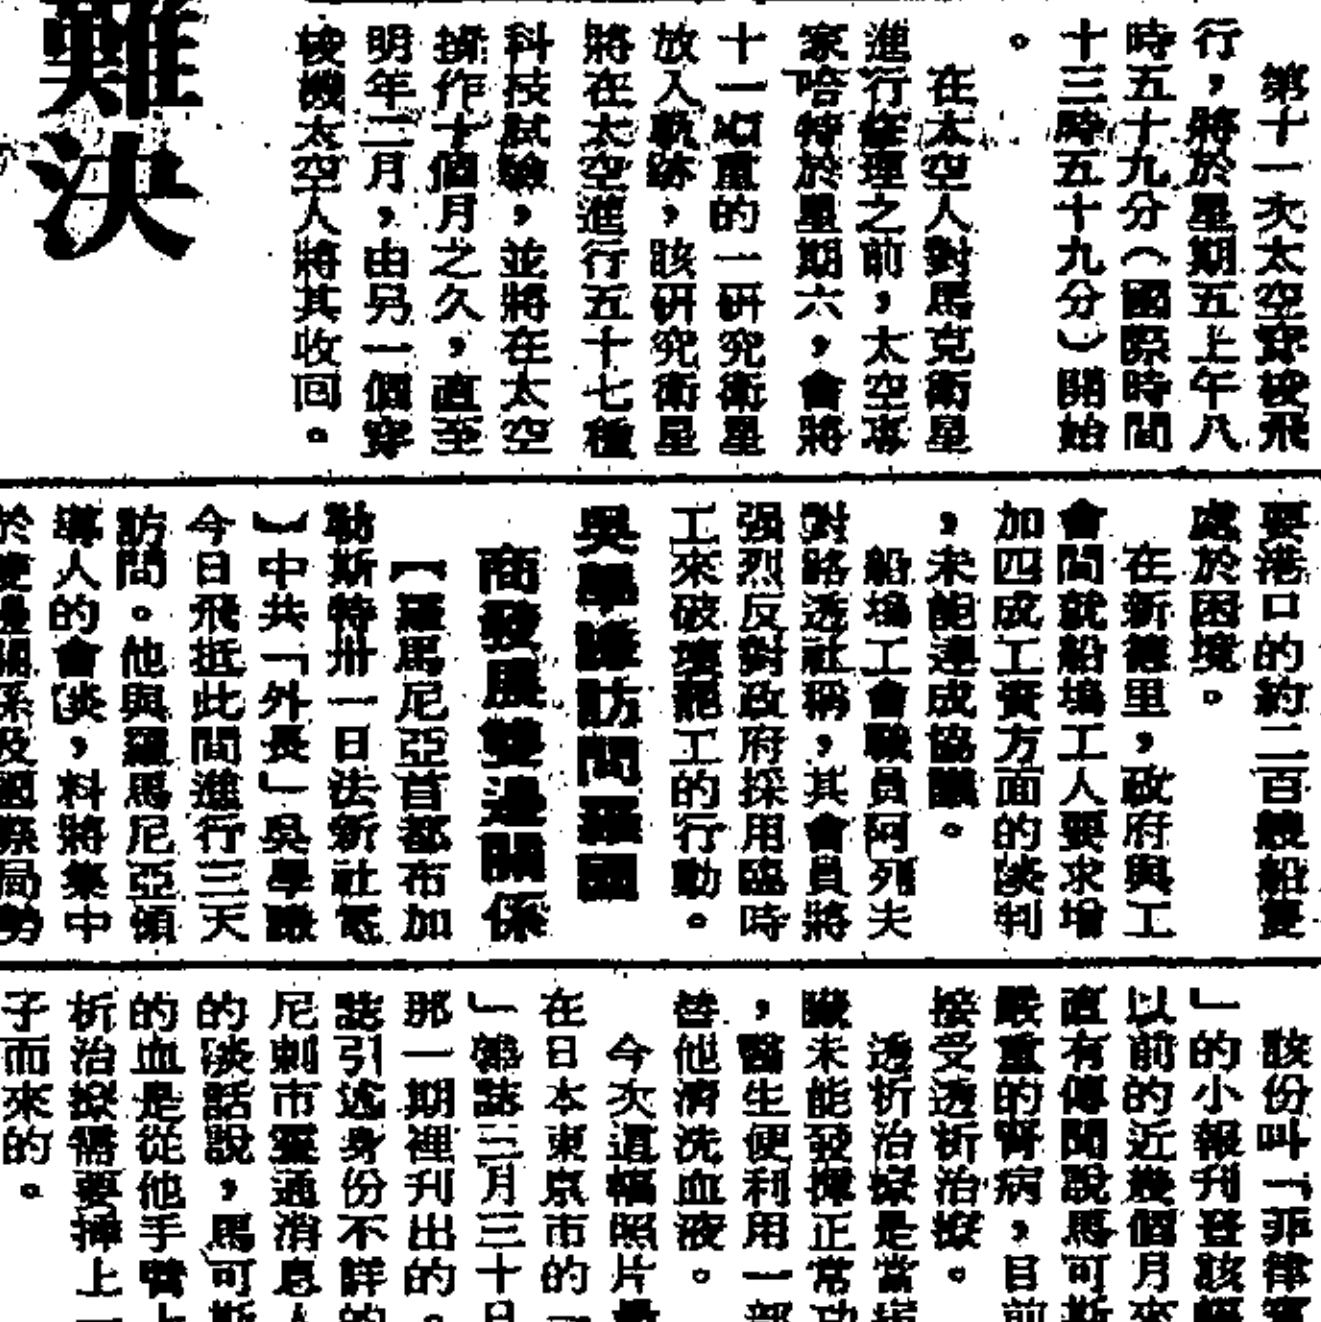 第十一次太空穿梭飛
行，將於星期五上午八
時五十九分（國際時間
十三時五十九分）開始
。
在太空人對馬克衛星
進行修理之前，太空專
家哈特於星期六，會將
十一噸重的一研究衛星
放入軌跡，該研究衛星
將在太空進行五十七種
科技試驗，並將在太空
操作十個月之久，直至
明年二月，由另一個穿
梭機太空人將其收回。
難決
要港口的約二百艘船隻
處於困境。
在新德里，政府與工
會間就船塢工人要求增
加四成工資方面的談判
，未能達成協議。
船塢工會職員阿列夫
對路透社稱，其會員將
强烈反對政府採用臨時
工來破壞罷工的行動。
吳學謙訪問羅國
商發展雙邊關係
【羅馬尼亞首都布加
勒斯特卅一日法新社電
】中共「外長」吳學謙
今日飛抵此間進行三天
訪問。他與羅馬尼亞領
導人的會談，料將集中
於雙邊關係及國際局勢
該份叫「菲律賓
」的小報刊登該幅
以前的近幾個月來
直有傳聞說馬可斯
嚴重的腎病，目前
接受透析治療。
透析治療是當病
臟未能發揮正常功
，醫生便利用一部
替他濟洗血液。
今次這幅照片最
在日本東京市的「
」雜誌三月三十日
那一期裡刊出的。
誌引述身份不詳的
尼剌市靈通消息人
的談話說，馬可斯
的血是從他手臂上
析治療需要揷上一
子而來的。